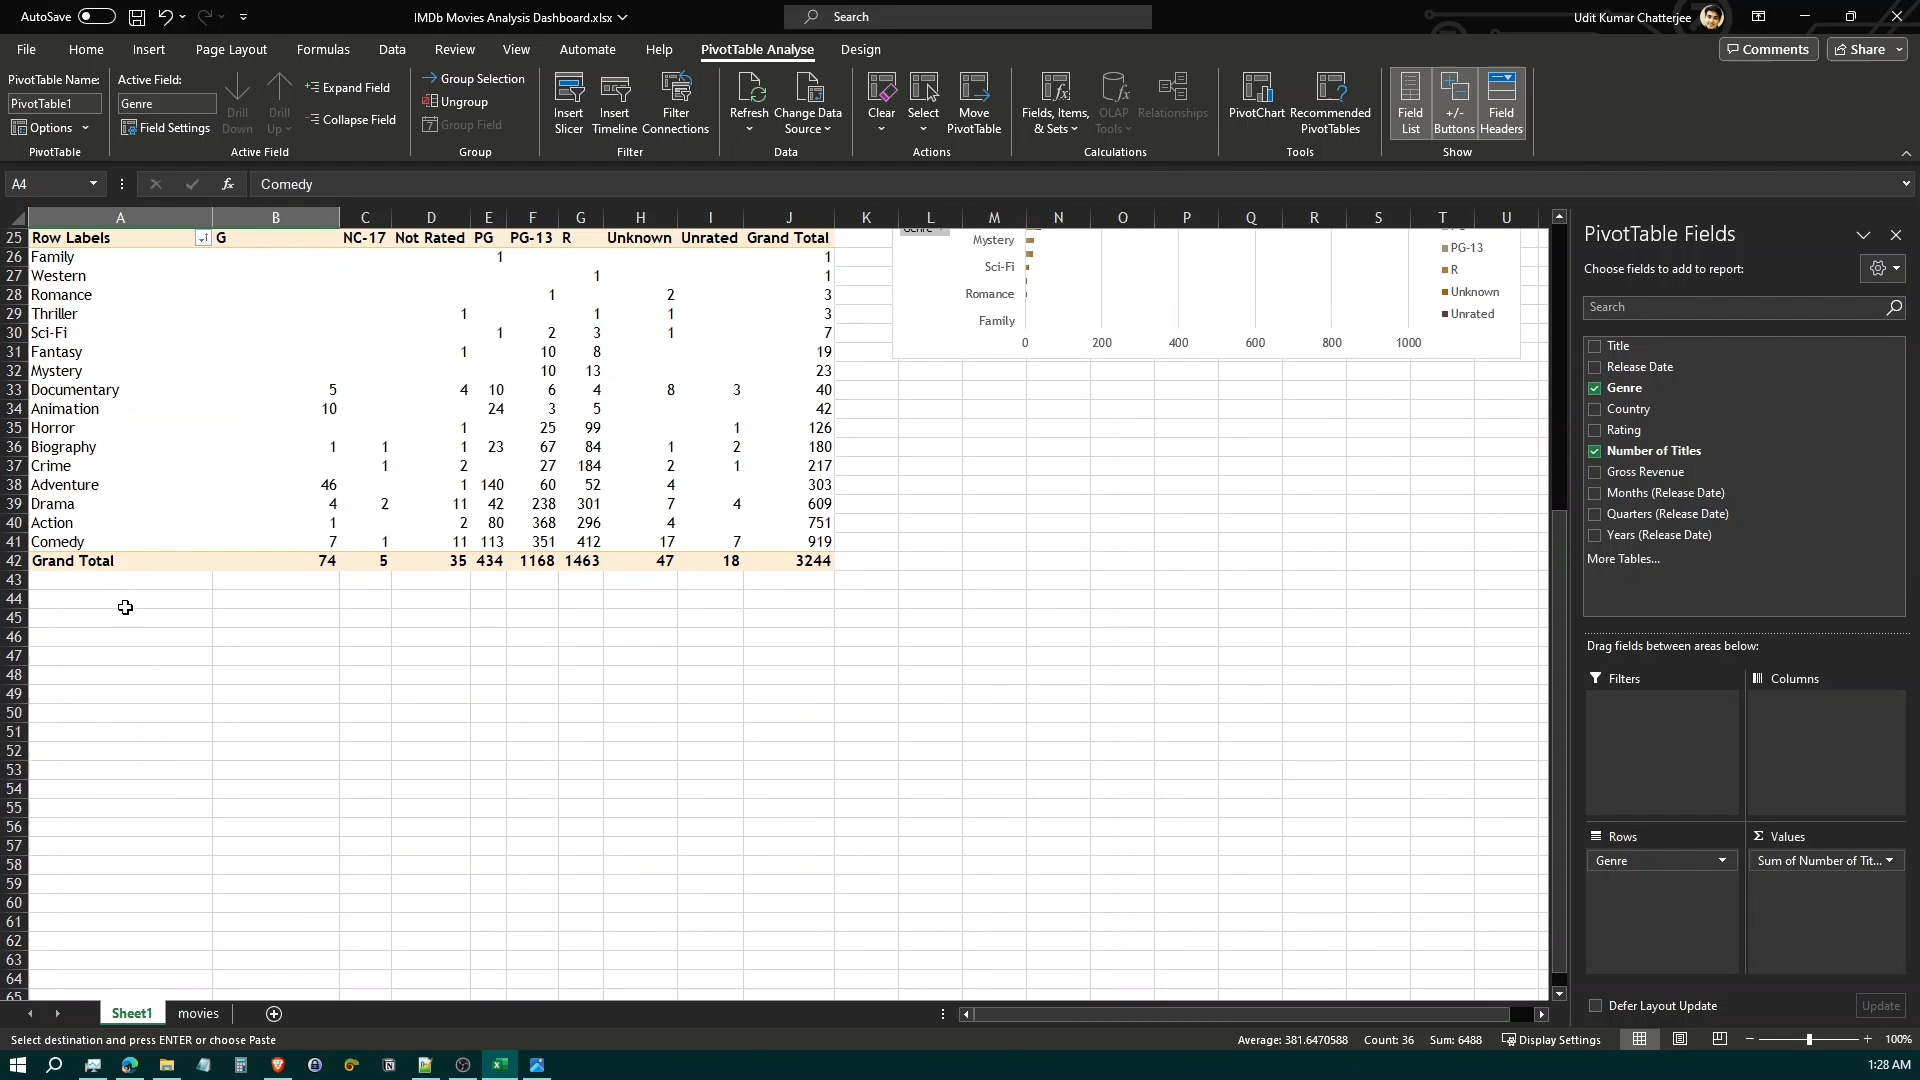 AutoSave IMDb Movies Analysis Dashboard.xlsx Search Udit Kumar Chatterjee
File Home Insert Page Layout Formulas Data Review View Automate Help PivotTable Analyse Design Comments Share
PivotTable Name: Active Field:
PivotTable1 Genre
Options Field Settings
Drill Down Drill Up
Expand Field
Collapse Field
Group Selection
Ungroup
Group Field
Insert Slicer Insert Timeline Filter Connections
Refresh Change Data Source
Clear Select Move PivotTable
Fields, Items, & Sets OLAP Tools Relationships
PivotChart Recommended PivotTables
Field List +/- Buttons Field Headers
PivotTable Active Field Group Filter Data Actions Calculations Tools Show
A4 fx Comedy
A B C D E F G H I J K L M N O P Q R S T U
25 Row Labels G NC-17 Not Rated PG PG-13 R Unknown Unrated Grand Total
26 Family 1 1
27 Western 1 1
28 Romance 1 2 3
29 Thriller 1 1 1 3
30 Sci-Fi 1 2 3 1 7
31 Fantasy 1 10 8 19
32 Mystery 10 13 23
33 Documentary 5 4 10 6 4 8 3 40
34 Animation 10 24 3 5 42
35 Horror 1 25 99 1 126
36 Biography 1 1 1 23 67 84 1 2 180
37 Crime 1 2 27 184 2 1 217
38 Adventure 46 1 140 60 52 4 303
39 Drama 4 2 11 42 238 301 7 4 609
40 Action 1 2 80 368 296 4 751
41 Comedy 7 1 11 113 351 412 17 7 919
42 Grand Total 74 5 35 434 1168 1463 47 18 3244
43
44
45
46
47
48
49
50
51
52
53
54
55
56
57
58
59
60
61
62
63
64
65
Genre
Mystery
Sci-Fi
Romance
Family
0 200 400 600 800 1000
PG-13
R
Unknown
Unrated
PivotTable Fields
Choose fields to add to report:
Search
Title
Release Date
Genre
Country
Rating
Number of Titles
Gross Revenue
Months (Release Date)
Quarters (Release Date)
Years (Release Date)
More Tables...
Drag fields between areas below:
Filters Columns
Rows Σ Values
Genre Sum of Number of Tit...
Defer Layout Update Update
Sheet1 movies
Select destination and press ENTER or choose Paste Average: 381.6470588 Count: 36 Sum: 6488 Display Settings 100%
1:28 AM